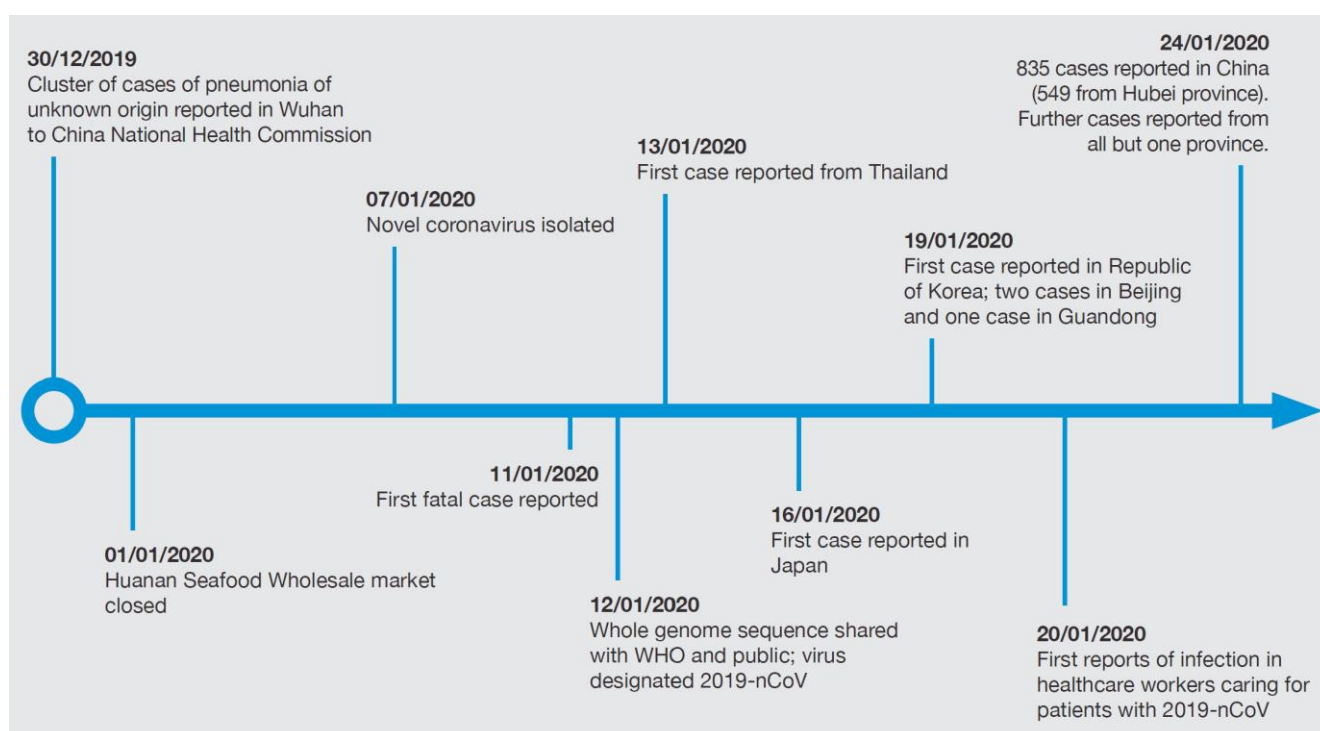 30/12/2019
Cluster of cases of pneumonia of
unknown origin reported in Wuhan
to China National Health Commission
01/01/2020
Huanan Seafood Wholesale market
closed
07/01/2020
Novel coronavirus isolated
11/01/2020
First fatal case reported
12/01/2020
Whole genome sequence shared
with WHO and public; virus
designated 2019-nCoV
13/01/2020
First case reported from Thailand
16/01/2020
First case reported in
Japan
19/01/2020
First case reported in Republic
of Korea; two cases in Beijing
and one case in Guandong
20/01/2020
First reports of infection in
healthcare workers caring for
patients with 2019-nCoV
24/01/2020
835 cases reported in China
(549 from Hubei province).
Further cases reported from
all but one province.